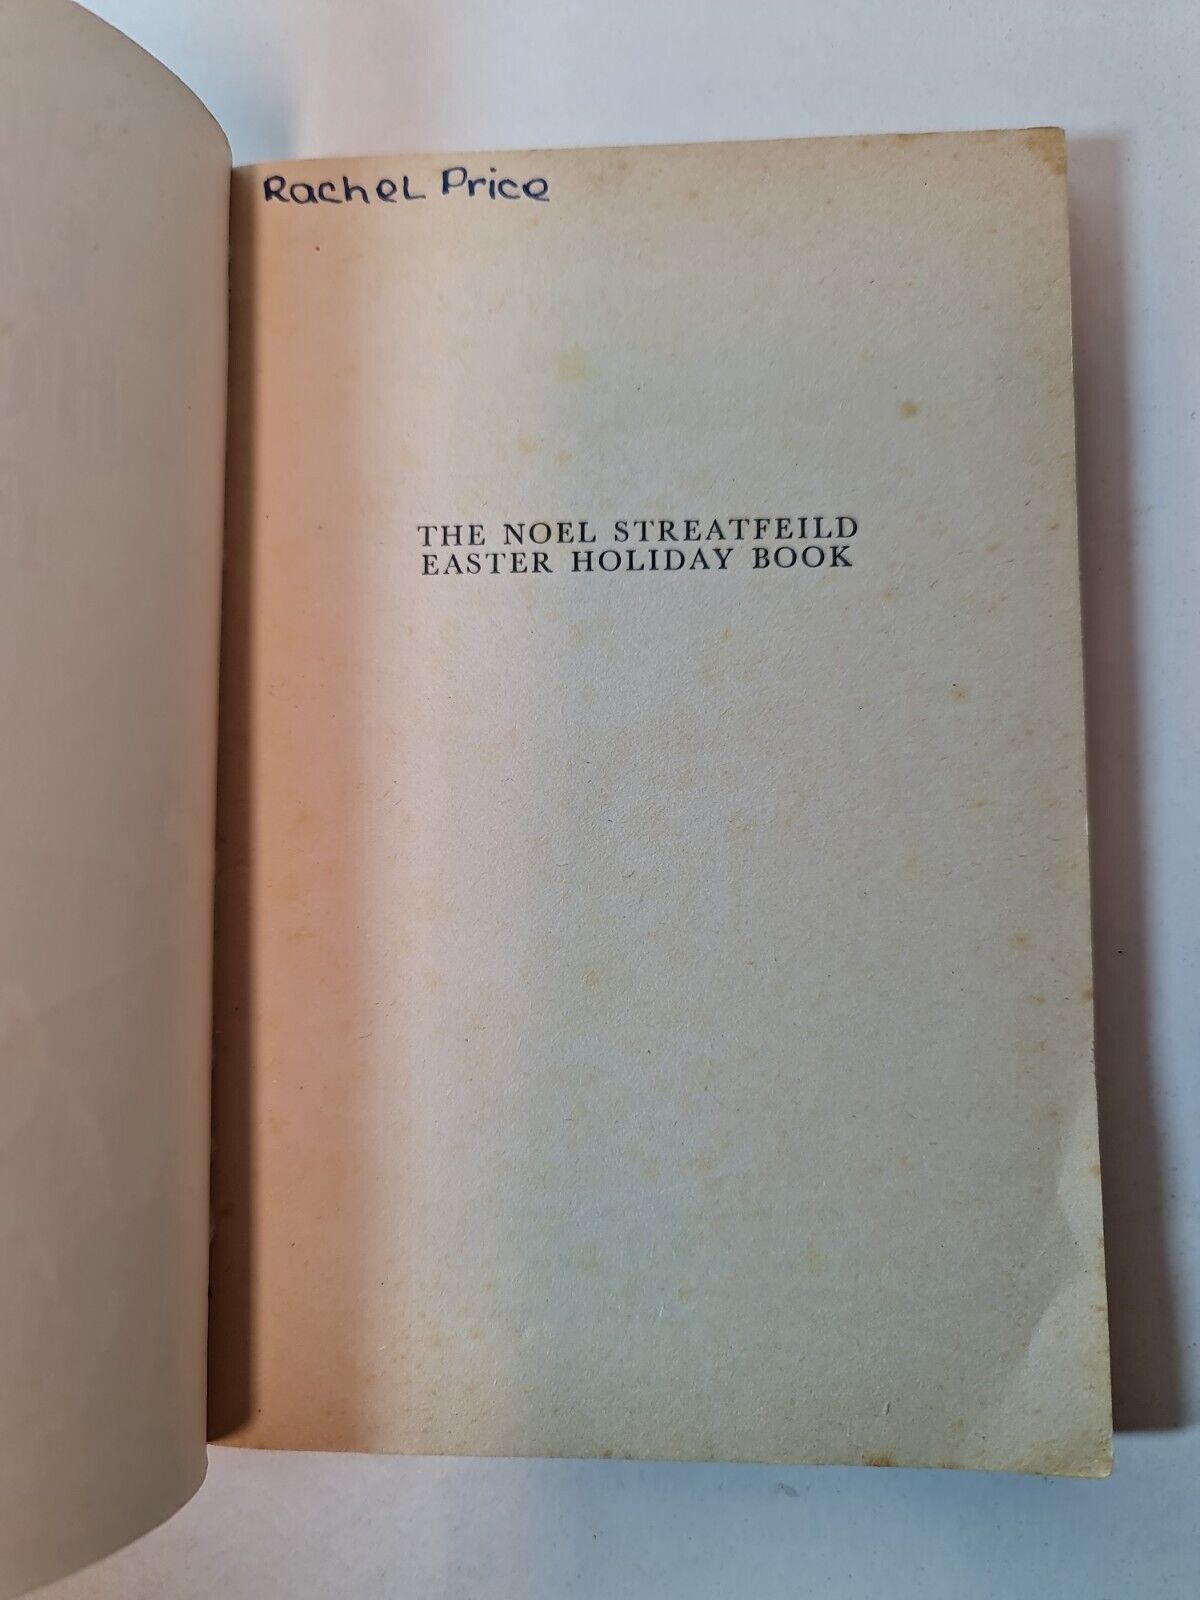 Rachel Price
THE NOEL STREATFEILD
EASTER HOLIDAY BOOK